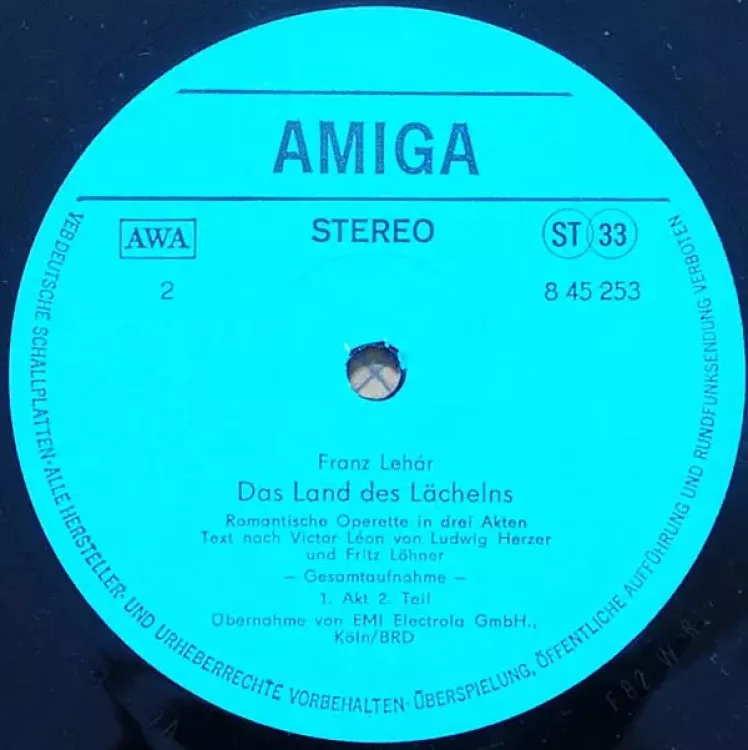 AMIGA
AWA
STEREO
ST 33
2
8 45 253
Franz Lehár
Das Land des Lächelns
Romantische Operette in drei Akten
Text nach Victor Léon von Ludwig Herzer
und Fritz Löhner
— Gesamtaufnahme —
1. Akt 2. Teil
Übernahme von EMI Electrola GmbH.,
Köln/BRD
VEB DEUTSCHE SCHALLPLATTEN · ALLE HERSTELLER- UND URHEBERRECHTE VORBEHALTEN · ÜBERSPIELUNG, ÖFFENTLICHE AUFFÜHRUNG UND RUNDFUNKSENDUNG VERBOTEN